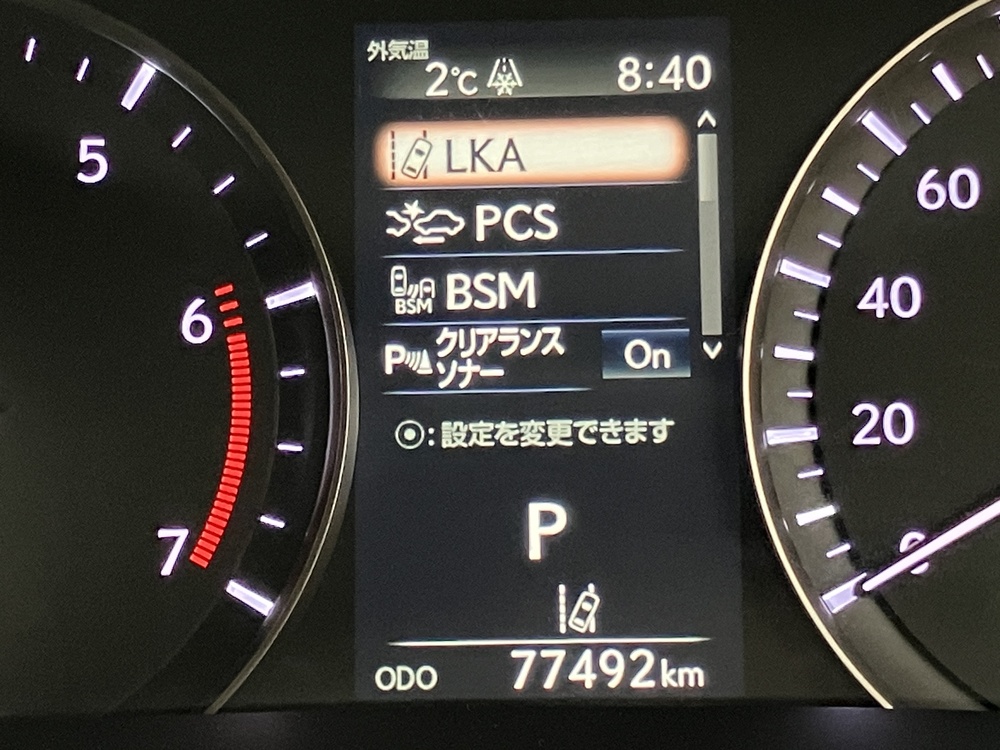 外気温
2℃ 8:40
LKA
PCS
BSM BSM
クリアランス
ソナー On
:設定を変更できます
P
ODO 77492km
5
6
7
60
40
20
0